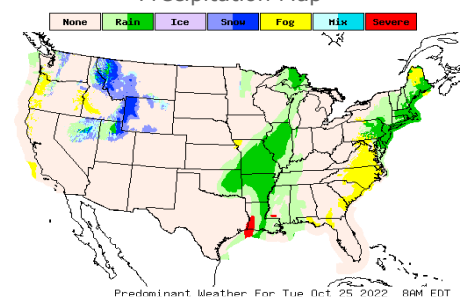 Precipitation Map
None Rain Ice Snow Fog Mix Severe
Predominant Weather For Tue Oct 25 2022 8AM EDT